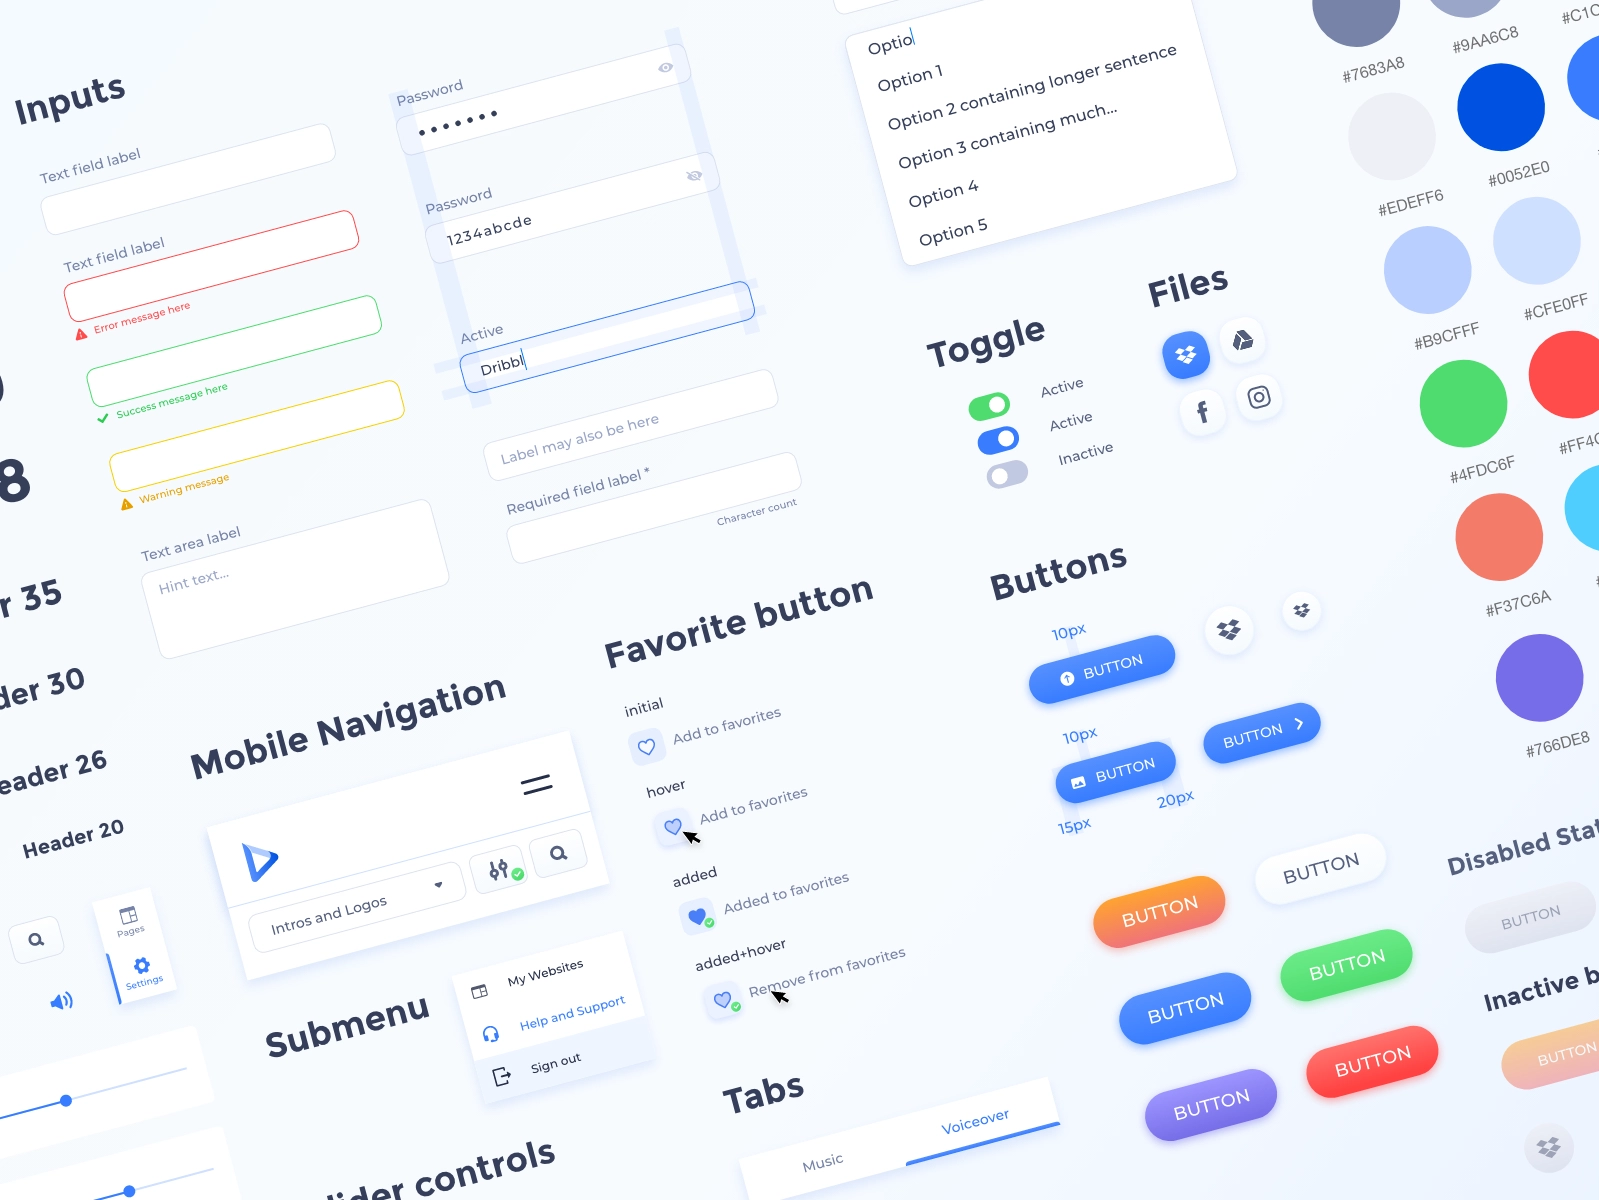 Inputs
Text field label
Text field label
Error message here
Success message here
Warning message
Text area label
Hint text...
Password
•••••••
Password
1234abcde
Active
Dribbl
Label may also be here
Required field label *
Character count
Optio
Option 1
Option 2 containing longer sentence
Option 3 containing much...
Option 4
Option 5
Toggle
Active
Active
Inactive
Files
#7683A8
#9AA6C8
#EDEFF6
#0052E0
#B9CFFF
#CFE0FF
#4FDC6F
#F37C6A
#766DE8
8
35
30
26
Header 20
Pages
Settings
Mobile Navigation
Intros and Logos
Submenu
My Websites
Help and Support
Sign out
controls
Favorite button
initial
Add to favorites
hover
Add to favorites
added
Added to favorites
added+hover
Remove from favorites
Tabs
Music
Voiceover
Buttons
10px
BUTTON
10px
BUTTON
BUTTON
15px
20px
BUTTON
BUTTON
BUTTON
BUTTON
BUTTON
BUTTON
Disabled
BUTTON
Inactive
BUTTON